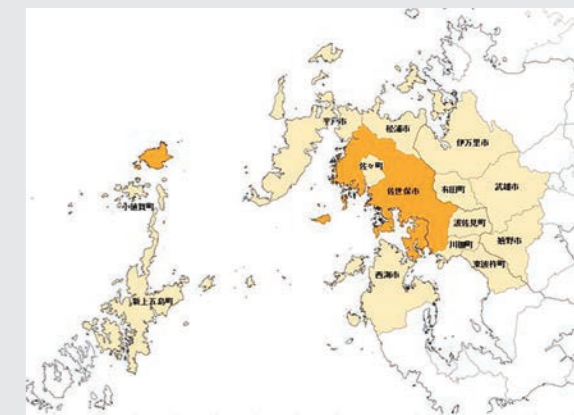 平戸市
松浦市
伊万里市
佐々町
佐世保市
有田町
武雄市
小値賀町
波佐見町
嬉野市
川棚町
東彼杵町
西海市
新上五島町